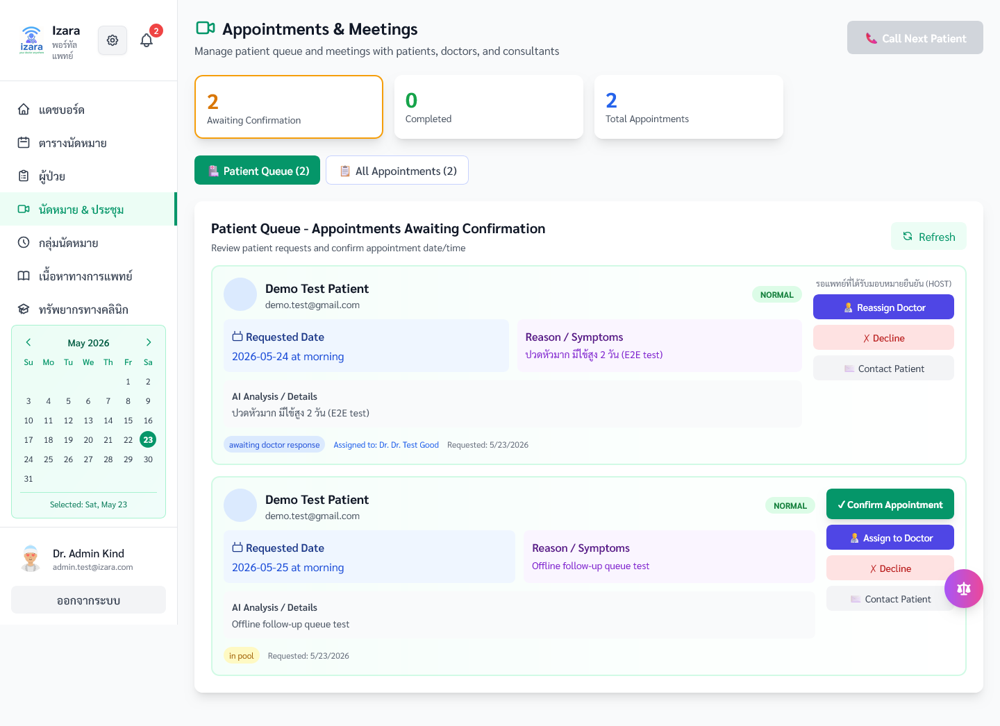 izara
your doctor anywhere
Izara
พอร์ทัล
แพทย์
2
แดชบอร์ด
ตารางนัดหมาย
ผู้ป่วย
นัดหมาย & ประชุม
กลุ่มนัดหมาย
เนื้อหาทางการแพทย์
ทรัพยากรทางคลินิก
May 2026
Su Mo Tu We Th Fr Sa
1 2
3 4 5 6 7 8 9
10 11 12 13 14 15 16
17 18 19 20 21 22 23
24 25 26 27 28 29 30
31
Selected: Sat, May 23
Dr. Admin Kind
admin.test@izara.com
ออกจากระบบ
Appointments & Meetings
Manage patient queue and meetings with patients, doctors, and consultants
Call Next Patient
2
Awaiting Confirmation
0
Completed
2
Total Appointments
Patient Queue (2)
All Appointments (2)
Patient Queue - Appointments Awaiting Confirmation
Review patient requests and confirm appointment date/time
Refresh
Demo Test Patient
demo.test@gmail.com
NORMAL
Requested Date
2026-05-24 at morning
Reason / Symptoms
ปวดหัวมาก มีไข้สูง 2 วัน (E2E test)
AI Analysis / Details
ปวดหัวมาก มีไข้สูง 2 วัน (E2E test)
awaiting doctor response
Assigned to: Dr. Dr. Test Good
Requested: 5/23/2026
รอแพทย์ที่ได้รับมอบหมายยืนยัน (HOST)
Reassign Doctor
✗ Decline
Contact Patient
Demo Test Patient
demo.test@gmail.com
NORMAL
Requested Date
2026-05-25 at morning
Reason / Symptoms
Offline follow-up queue test
AI Analysis / Details
Offline follow-up queue test
in pool
Requested: 5/23/2026
✓ Confirm Appointment
Assign to Doctor
✗ Decline
Contact Patient